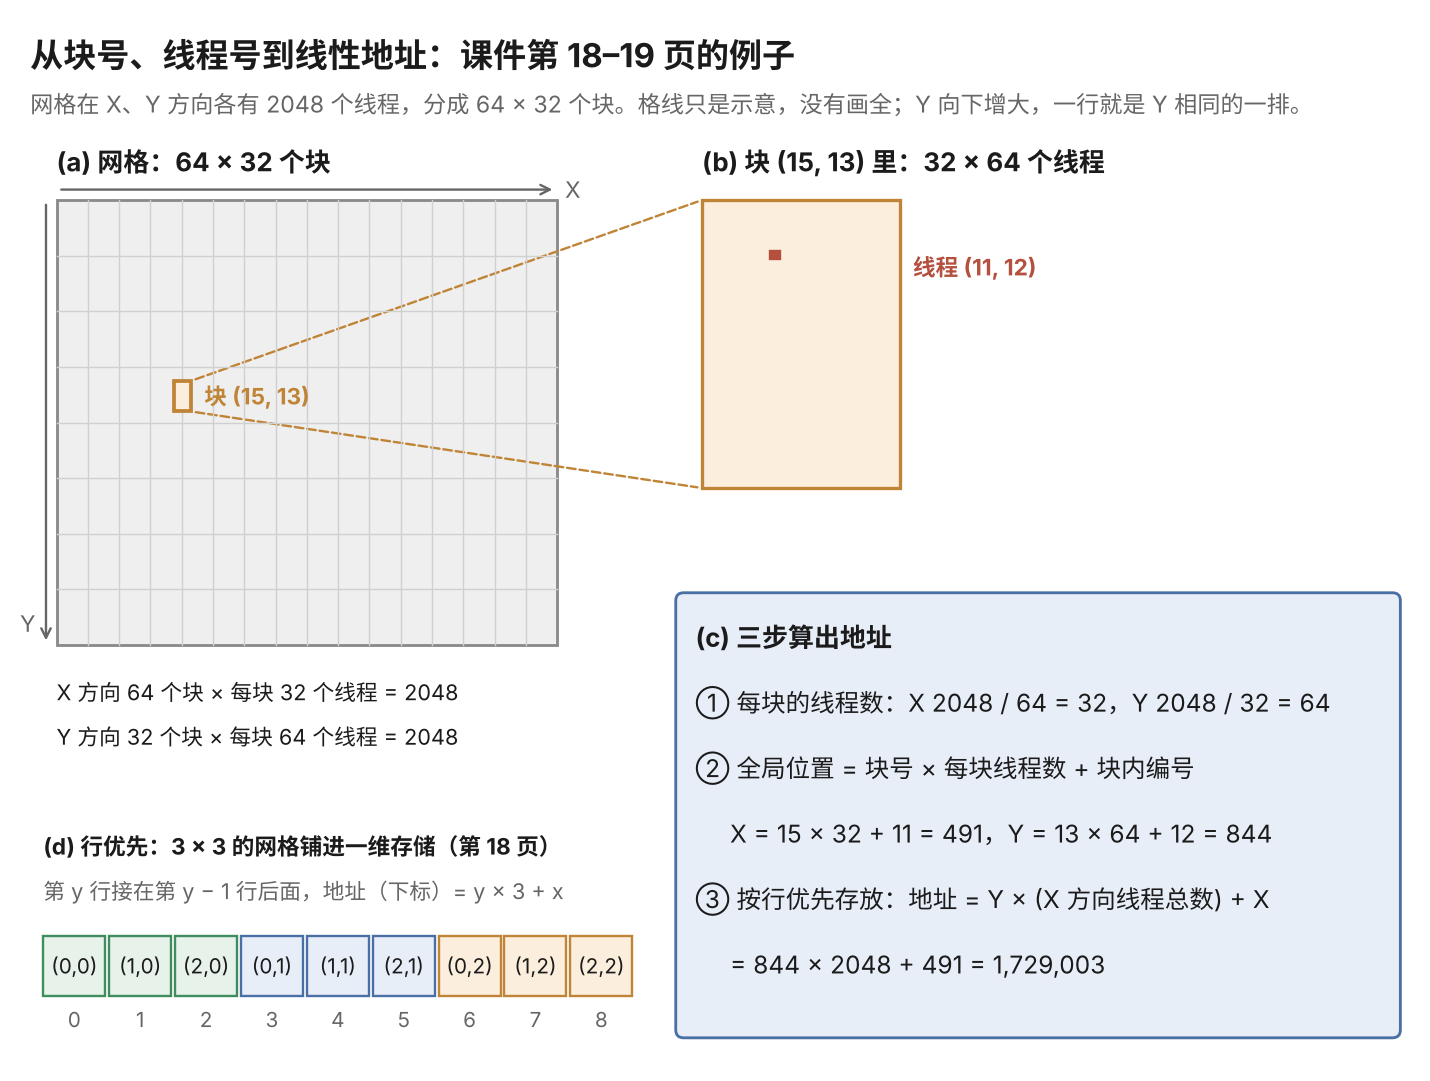 从块号、线程号到线性地址：课件第 18–19 页的例子
网格在 X、Y 方向各有 2048 个线程，分成 64 × 32 个块。格线只是示意，没有画全；Y 向下增大，一行就是 Y 相同的一排。
(a) 网格：64 × 32 个块
X
Y
块 (15, 13)
X 方向 64 个块 × 每块 32 个线程 = 2048
Y 方向 32 个块 × 每块 64 个线程 = 2048
(b) 块 (15, 13) 里：32 × 64 个线程
线程 (11, 12)
(c) 三步算出地址
① 每块的线程数：X 2048 / 64 = 32，Y 2048 / 32 = 64
② 全局位置 = 块号 × 每块线程数 + 块内编号
X = 15 × 32 + 11 = 491，Y = 13 × 64 + 12 = 844
③ 按行优先存放：地址 = Y × (X 方向线程总数) + X
= 844 × 2048 + 491 = 1,729,003
(d) 行优先：3 × 3 的网格铺进一维存储（第 18 页）
第 y 行接在第 y − 1 行后面，地址（下标）= y × 3 + x
(0,0) (1,0) (2,0) (0,1) (1,1) (2,1) (0,2) (1,2) (2,2)
0 1 2 3 4 5 6 7 8